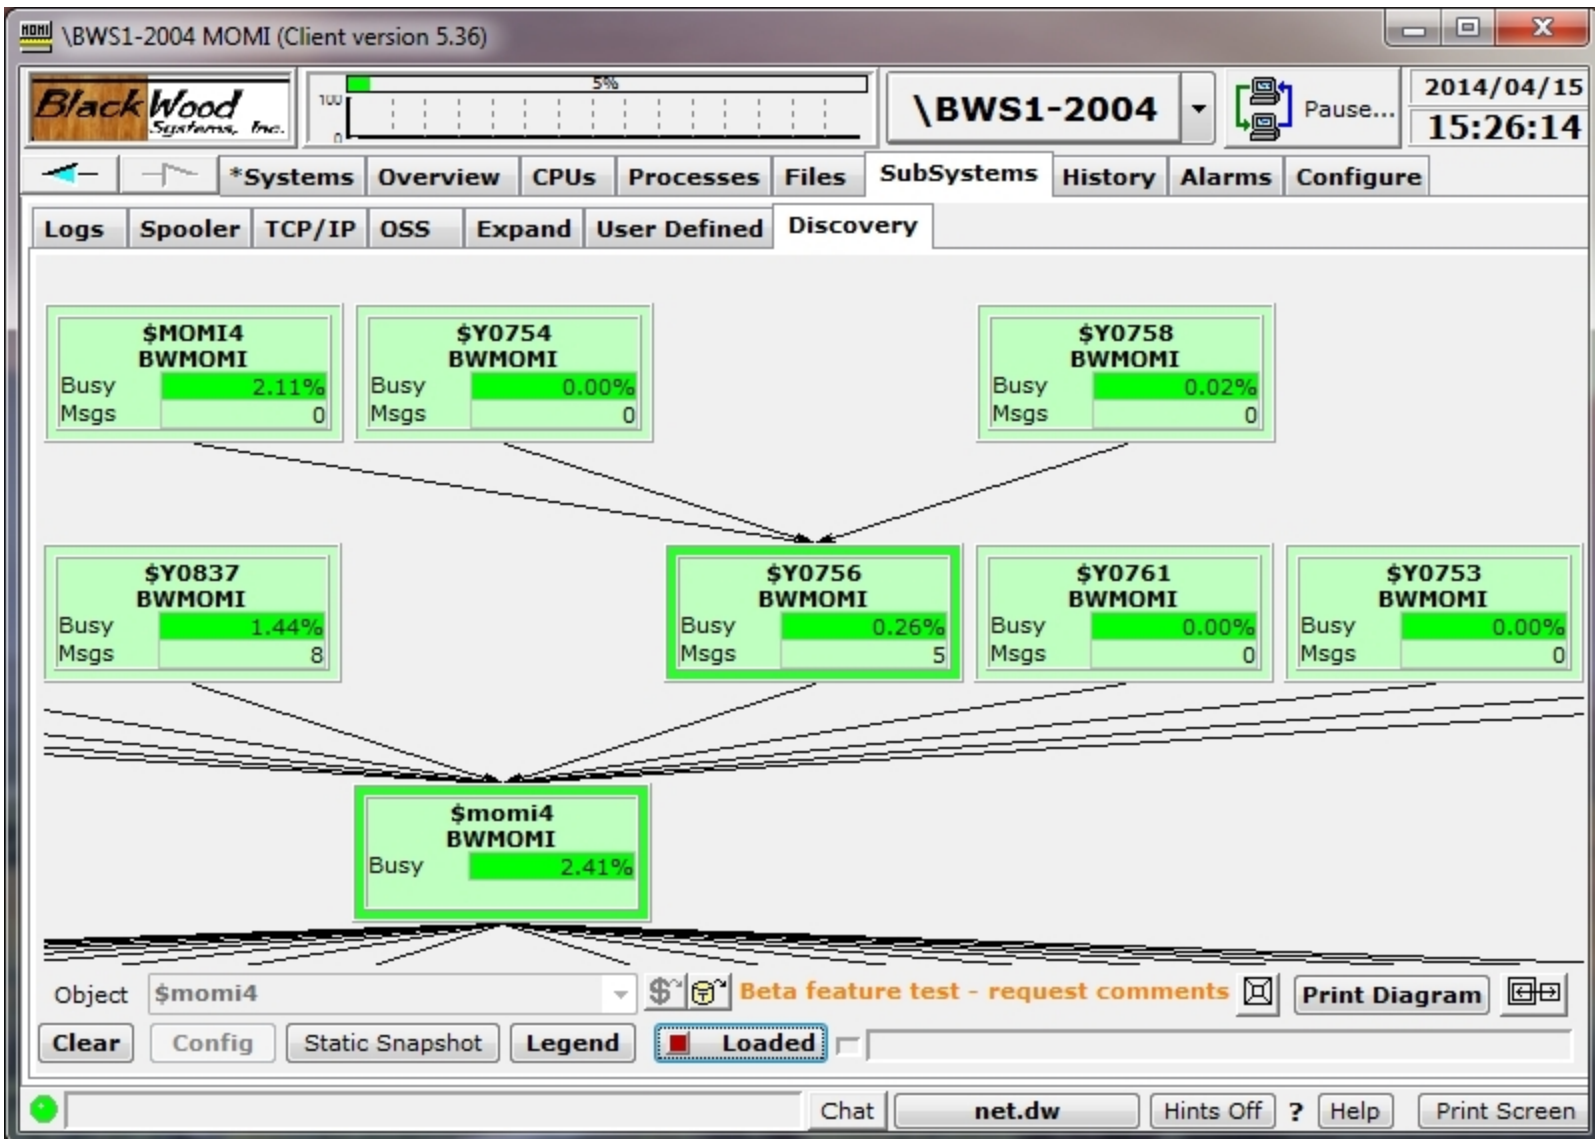 MOMI
\BWS1-2004 MOMI (Client version 5.36)
BlackWood
Systems, Inc.
5%
100
0
\BWS1-2004
Pause...
2014/04/15
15:26:14
*Systems Overview CPUs Processes Files SubSystems History Alarms Configure
Logs Spooler TCP/IP OSS Expand User Defined Discovery
$MOMI4
BWMOMI
Busy 2.11%
Msgs 0
$Y0754
BWMOMI
Busy 0.00%
Msgs 0
$Y0758
BWMOMI
Busy 0.02%
Msgs 0
$Y0837
BWMOMI
Busy 1.44%
Msgs 8
$Y0756
BWMOMI
Busy 0.26%
Msgs 5
$Y0761
BWMOMI
Busy 0.00%
Msgs 0
$Y0753
BWMOMI
Busy 0.00%
Msgs 0
$momi4
BWMOMI
Busy 2.41%
Object $momi4 $ Beta feature test - request comments Print Diagram
Clear Config Static Snapshot Legend Loaded
Chat net.dw Hints Off ? Help Print Screen